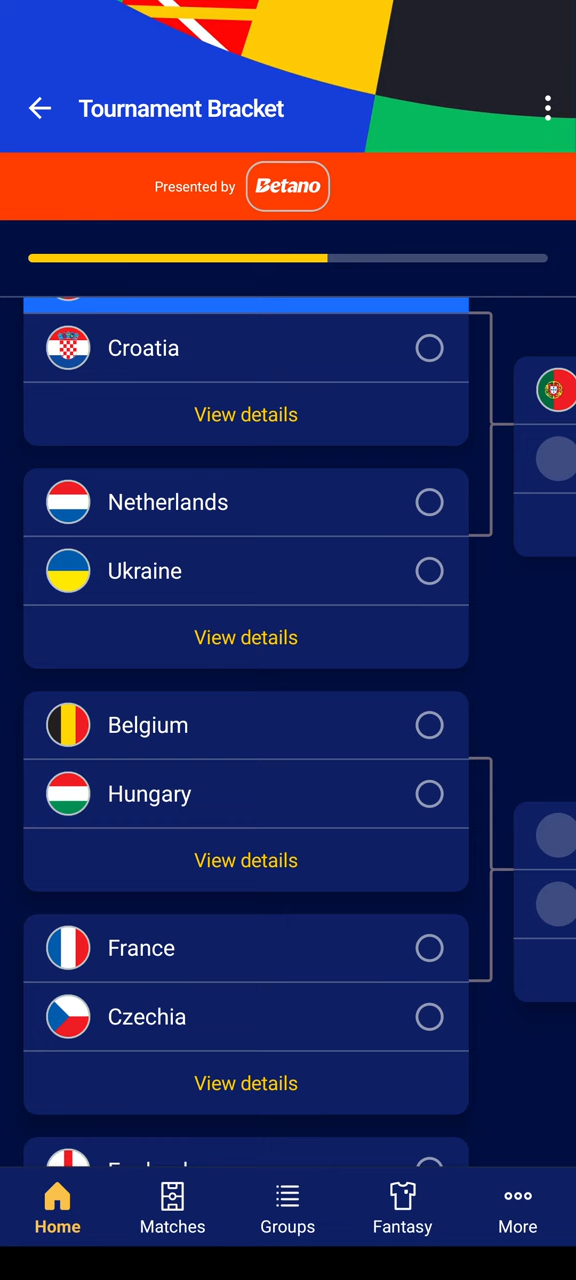 Tournament Bracket
Presented by Betano
Croatia
View details
Netherlands
Ukraine
View details
Belgium
Hungary
View details
France
Czechia
View details
Home
Matches
Groups
Fantasy
More